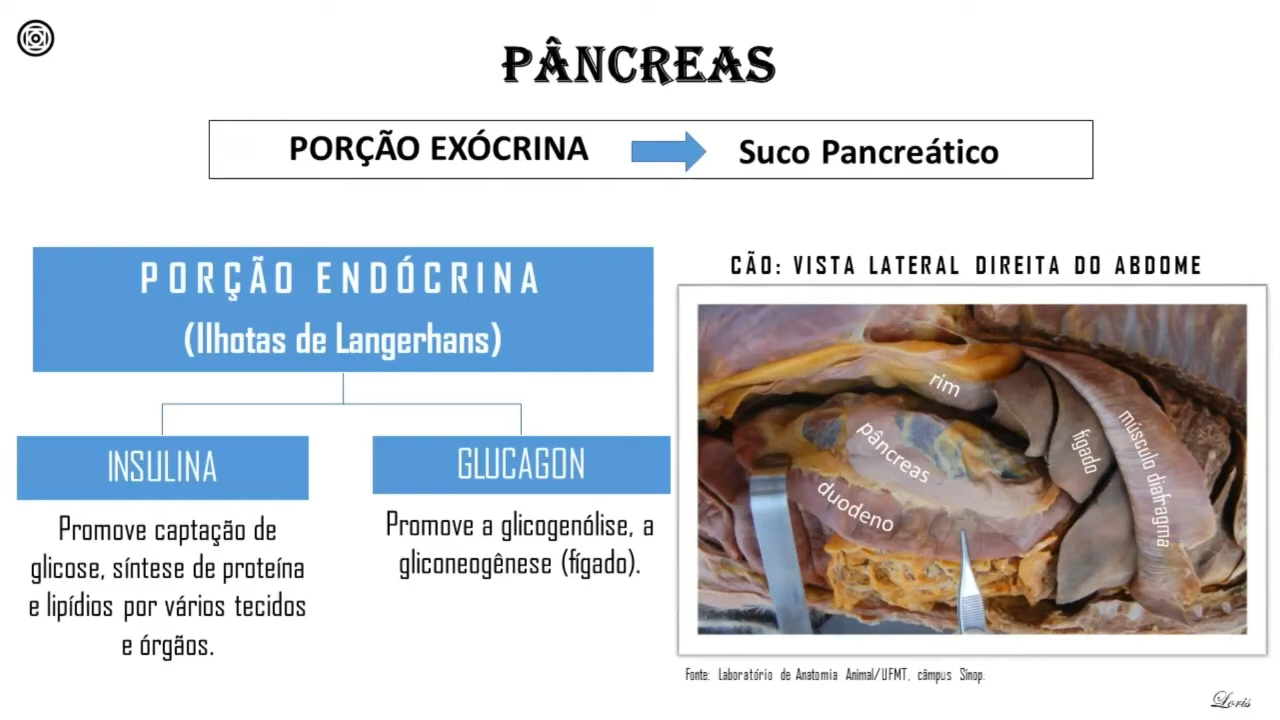 PÂNCREAS
PORÇÃO EXÓCRINA
Suco Pancreático
PORÇÃO ENDÓCRINA
(Ilhotas de Langerhans)
INSULINA
Promove captação de
glicose, síntese de proteína
e lipídios por vários tecidos
e órgãos.
GLUCAGON
Promove a glicogenólise, a
gliconeogênese (fígado).
CÃO: VISTA LATERAL DIREITA DO ABDOME
rim
pâncreas
duodeno
fígado
músculo diafragma
Fonte: Laboratório de Anatomia Animal/UFMT, câmpus Sinop.
Loris